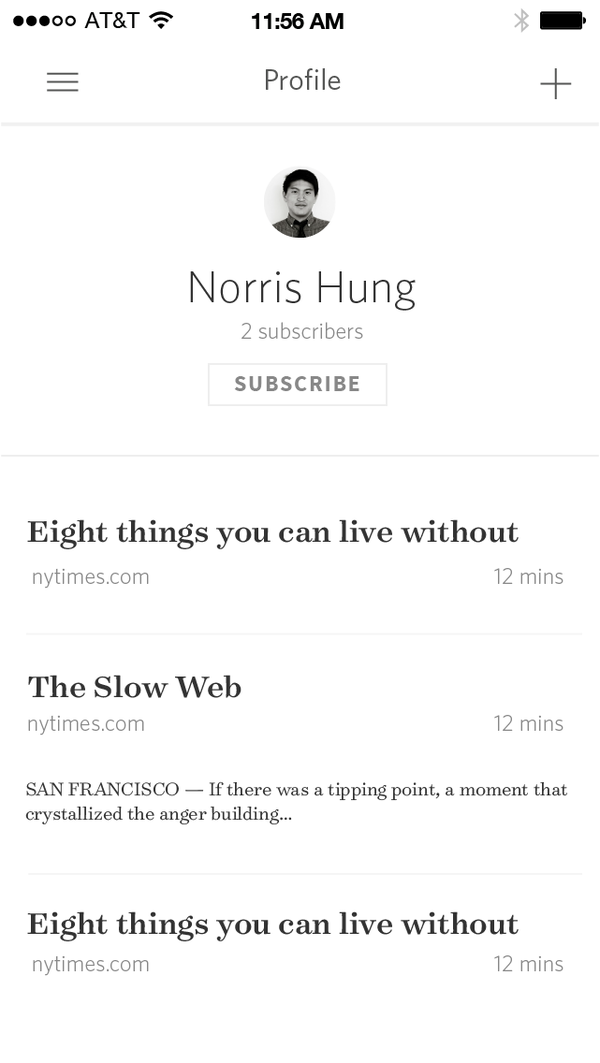 AT&T 11:56 AM
Profile
Norris Hung
2 subscribers
SUBSCRIBE
Eight things you can live without
nytimes.com 12 mins
The Slow Web
nytimes.com 12 mins
SAN FRANCISCO — If there was a tipping point, a moment that
crystallized the anger building...
Eight things you can live without
nytimes.com 12 mins